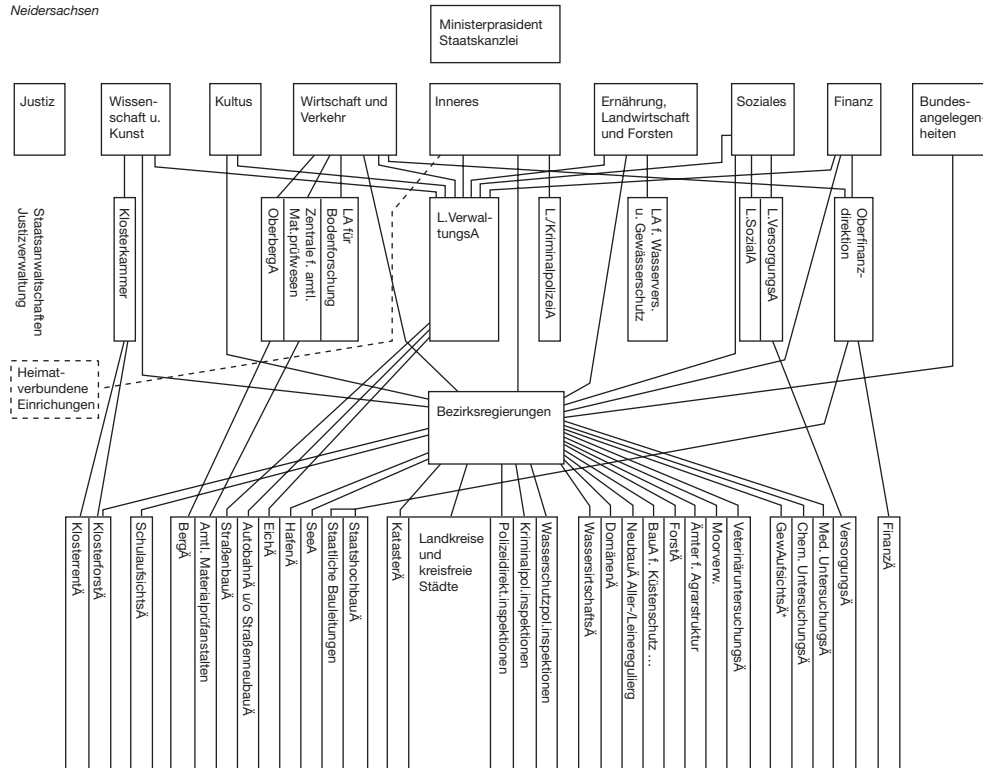 Neidersachsen
Ministerprasident
Staatskanzlei
Justiz
Wissen-
schaft u.
Kunst
Kultus
Wirtschaft und
Verkehr
Inneres
Ernährung,
Landwirtschaft
und Forsten
Soziales
Finanz
Bundes-
angelegen-
heiten
Staatsanwaltschaften
Justizverwaltung
Klosterkammer
OberbergA
Zentrale f. amtl.
Mat.prüfwesen
LA für
Bodenforschung
L.Verwal-
tungsA
L./KriminalpolizeiA
LA f. Wasservers.
u. Gewässerschutz
L.SozialA
L.VersorgungsA
Oberfinanz-
direktion
Heimat-
verbundene
Einrichungen
Bezirksregierungen
KlosterrentÄ
KlosterforstÄ
SchulaufsichtsÄ
BergÄ
Amtl. Materialprüfanstalten
StraßenbauÄ
AutobahnÄ u/o StraßenneubauÄ
EichÄ
HafenÄ
SeeA
Staatliche Bauleitungen
StaatshochbauÄ
KatasterÄ
Landkreise
und
kreisfreie
Städte
Polizeidirekt.inspektionen
Kriminalpol.inspektionen
Wasserschutzpol.inspektionen
WassersirtschaftsÄ
DomänenÄ
NeubauÄ Aller-/Leineregulierg
BauA f. Küstenschutz ...
ForstÄ
Ämter f. Agrarstruktur
Moorverw.
VeterinäruntersuchungsÄ
GewAufsichtsÄ*
Chem. UntersuchungsÄ
Med. UntersuchungsÄ
VersorgungsÄ
FinanzÄ